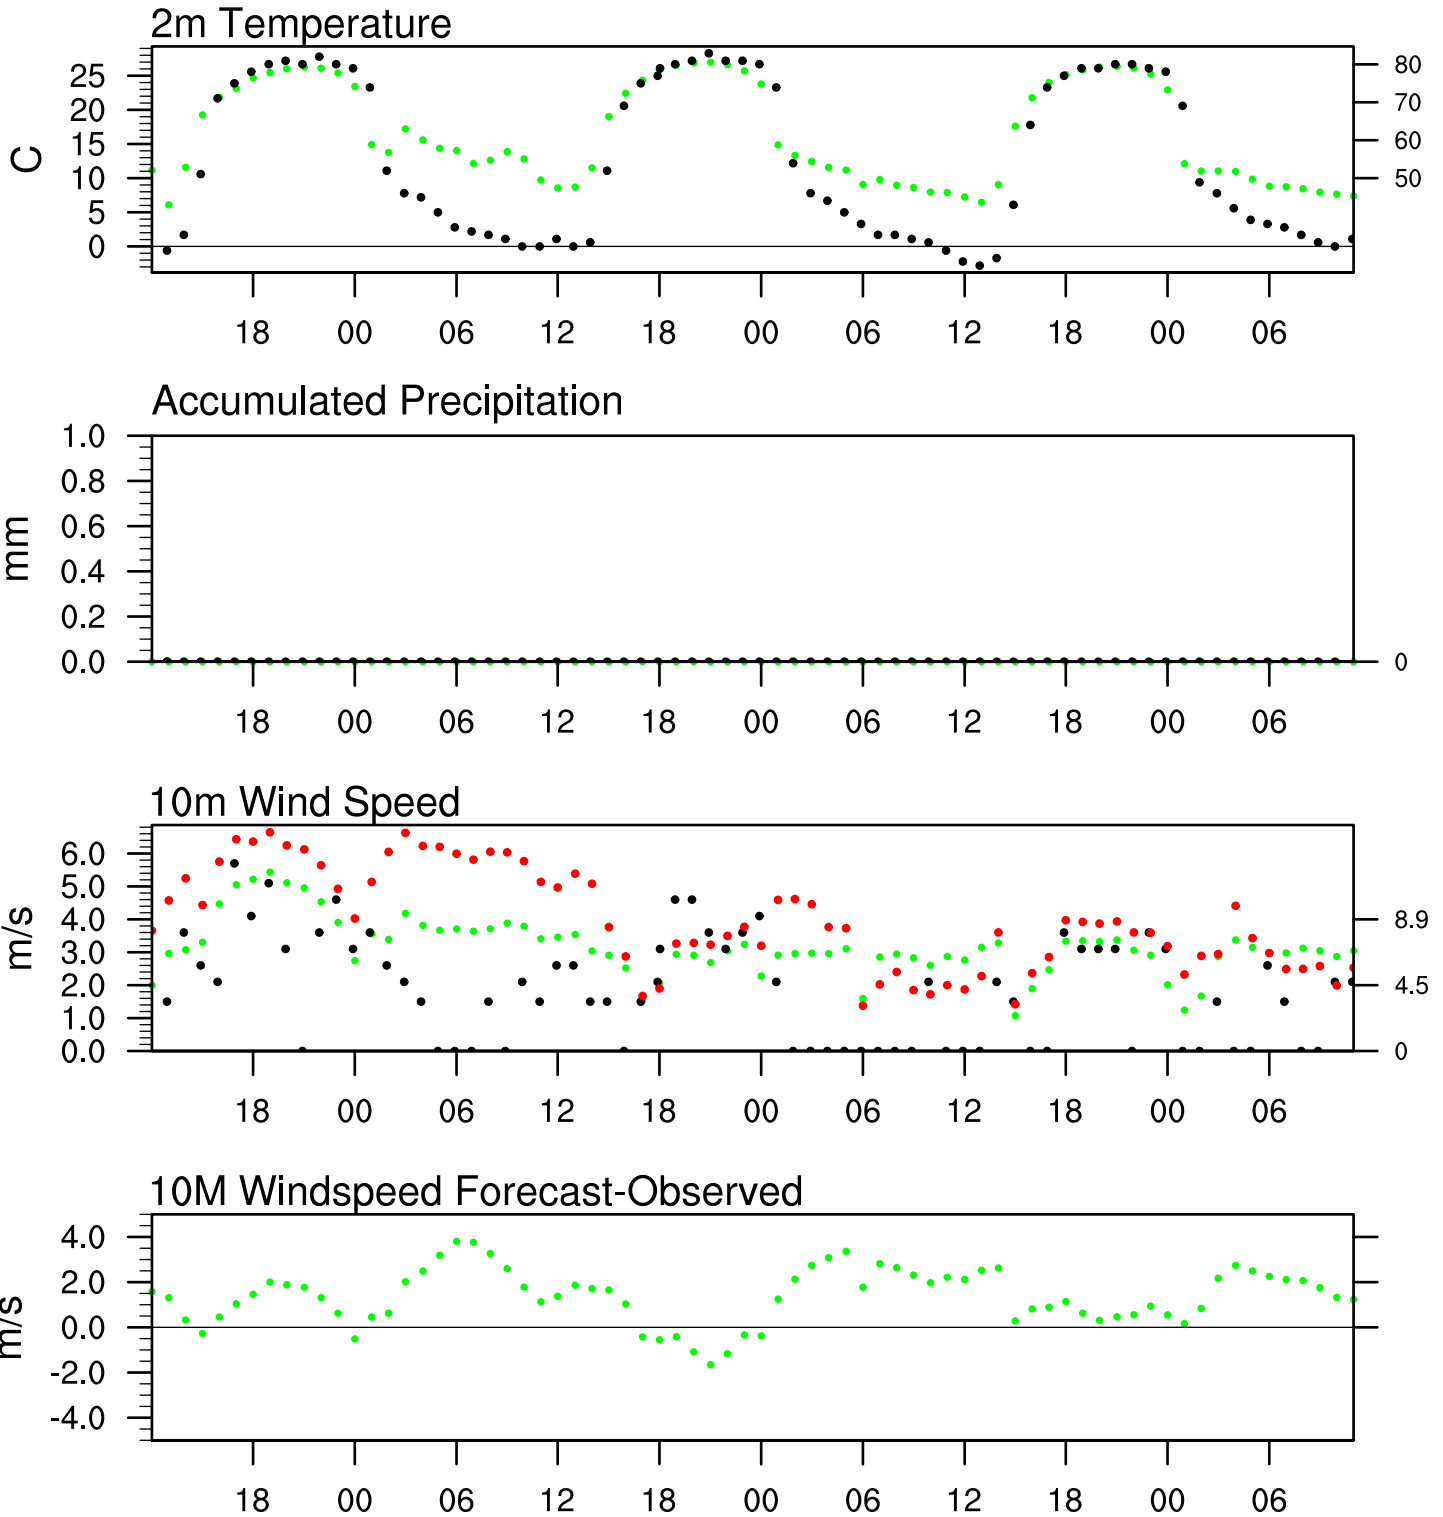 2m Temperature
25 80
20 70
15 60
10 50
5
0
C
18 00 06 12 18 00 06 12 18 00 06
Accumulated Precipitation
1.0
0.8
0.6
0.4
0.2
0.0 0
mm
18 00 06 12 18 00 06 12 18 00 06
10m Wind Speed
6.0
5.0
4.0 8.9
3.0
2.0 4.5
1.0
0.0 0
m/s
18 00 06 12 18 00 06 12 18 00 06
10M Windspeed Forecast-Observed
4.0
2.0
0.0
-2.0
-4.0
m/s
18 00 06 12 18 00 06 12 18 00 06